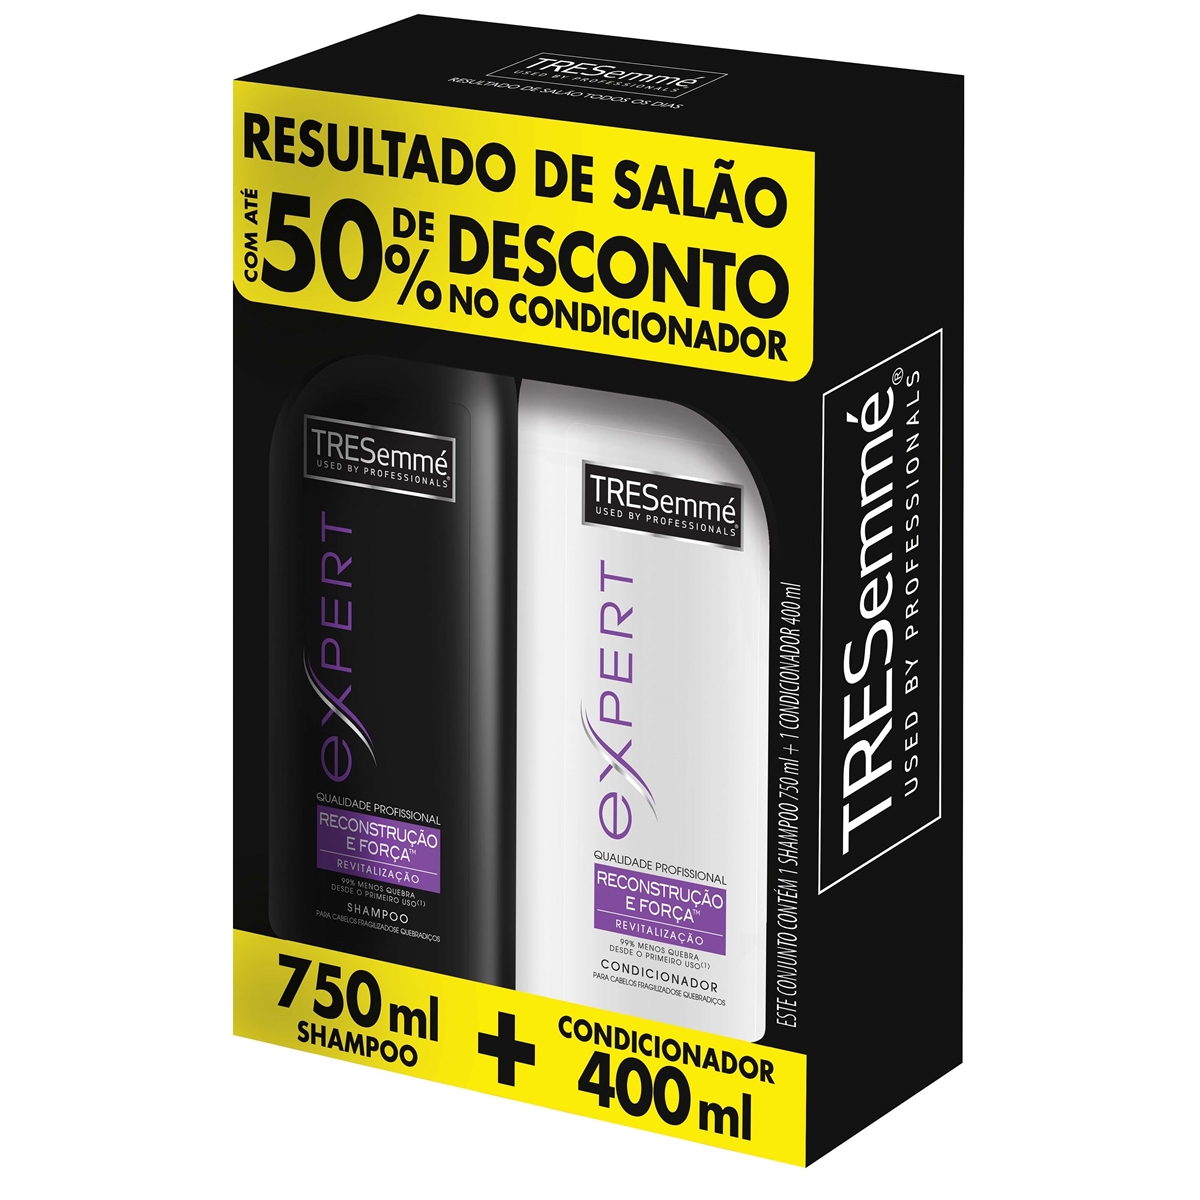 TRESemmé
USED BY PROFESSIONALS
RESULTADO DE SALÃO TODOS OS DIAS
RESULTADO DE SALÃO
COM ATÉ
50%
DE
DESCONTO
NO CONDICIONADOR
TRESemmé
USED BY PROFESSIONALS
eXPERT
QUALIDADE PROFISSIONAL
RECONSTRUÇÃO
E FORÇA™
REVITALIZAÇÃO
99% MENOS QUEBRA
DESDE O PRIMEIRO USO(1)
SHAMPOO
PARA CABELOS FRAGILIZADOSE QUEBRADIÇOS
TRESemmé
USED BY PROFESSIONALS
eXPERT
QUALIDADE PROFISSIONAL
RECONSTRUÇÃO
E FORÇA™
REVITALIZAÇÃO
99% MENOS QUEBRA
DESDE O PRIMEIRO USO(1)
CONDICIONADOR
PARA CABELOS FRAGILIZADOSE QUEBRADIÇOS
ESTE CONJUNTO CONTÉM 1 SHAMPOO 750 ml + 1 CONDICIONADOR 400 ml
750 ml
SHAMPOO
+
CONDICIONADOR
400 ml
TRESemmé®
USED BY PROFESSIONALS